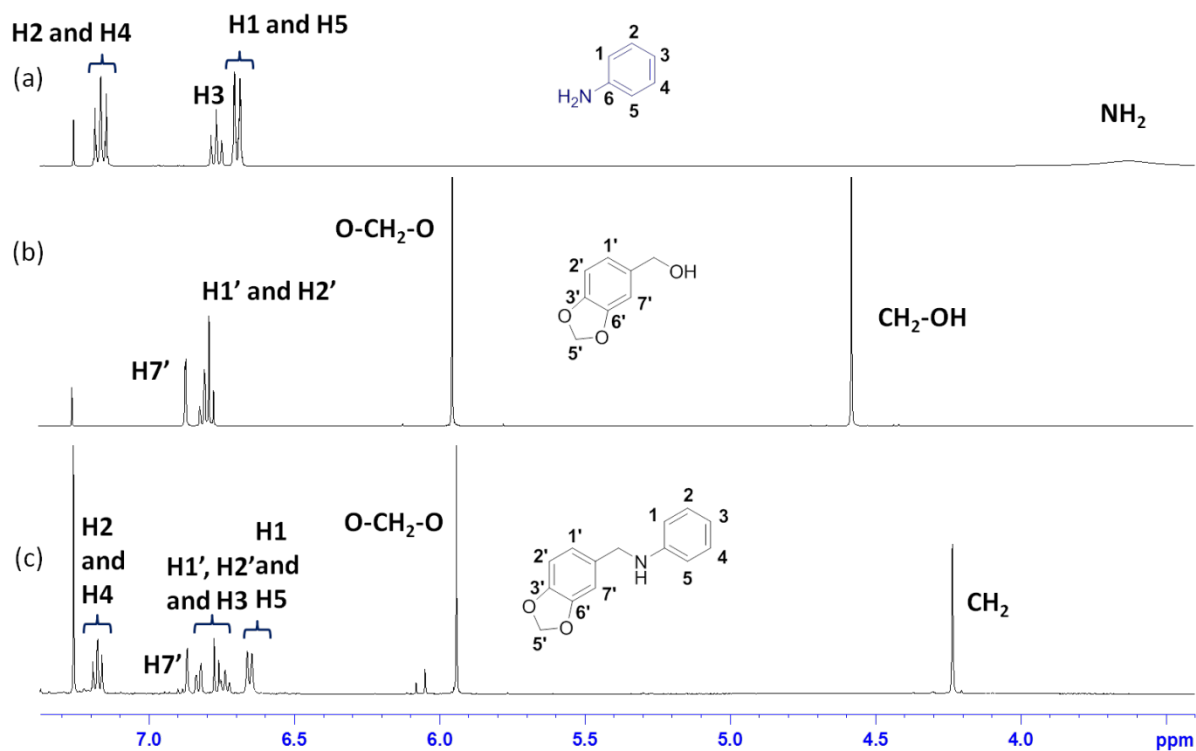 H2 and H4
H1 and H5
(a)
H3
1
2
3
4
5
6
H₂N
NH₂
(b)
O-CH₂-O
H1’ and H2’
H7’
1'
2'
3'
7'
6'
5'
O
O
OH
CH₂-OH
(c)
H2
and
H4
H7’
H1’, H2’
and H3
H1
and
H5
O-CH₂-O
1'
2'
3'
7'
6'
5'
O
O
N
H
1
2
3
4
5
CH₂
7.0 6.5 6.0 5.5 5.0 4.5 4.0 ppm